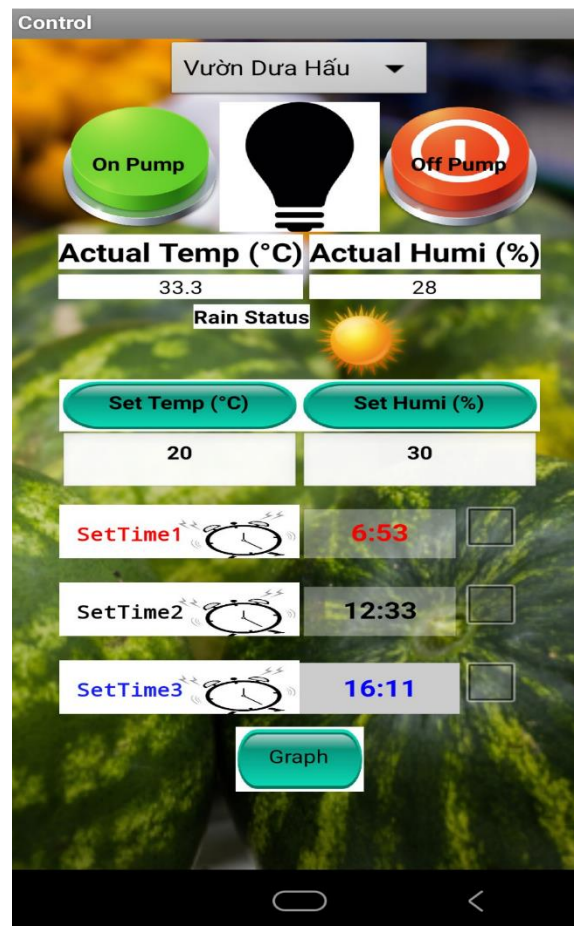 Control
Vườn Dưa Hấu
On Pump
Off Pump
Actual Temp (°C) Actual Humi (%)
33.3 28
Rain Status
Set Temp (°C) Set Humi (%)
20 30
SetTime1 6:53
SetTime2 12:33
SetTime3 16:11
Graph